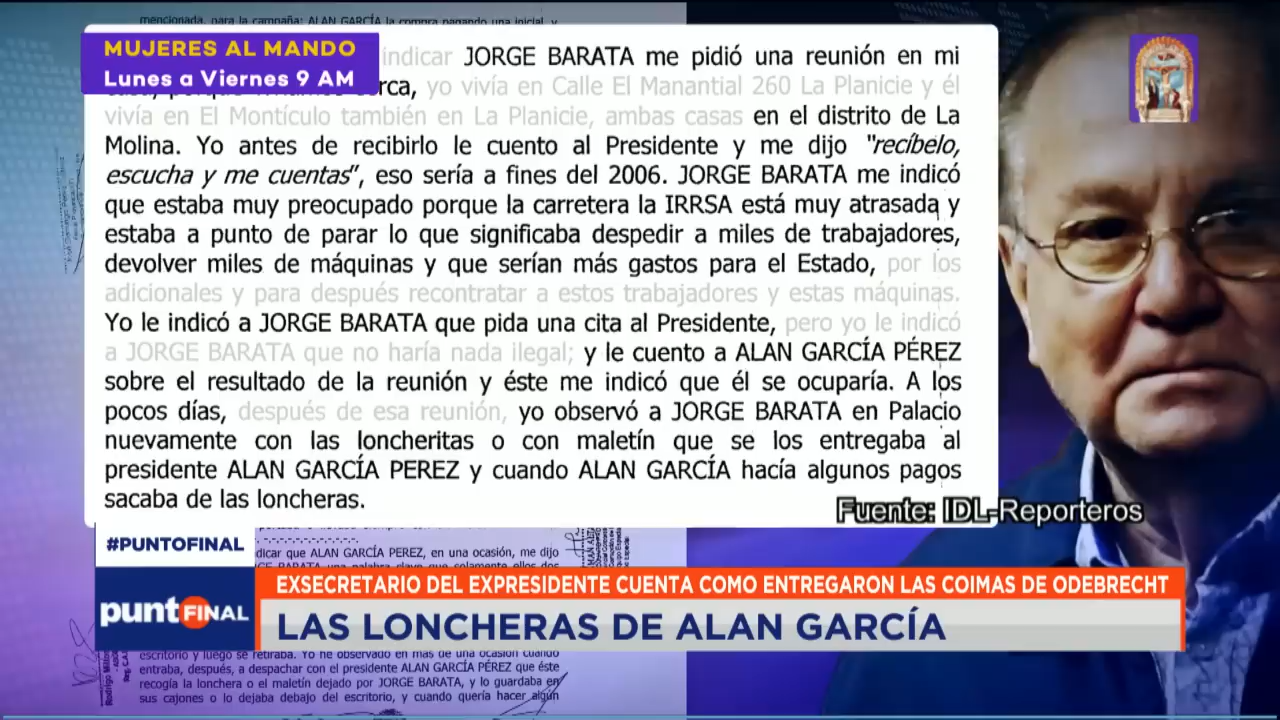 mencionada, para la campaña; ALAN GARCÍA la compra pagando una inicial, y
MUJERES AL MANDO
Lunes a Viernes 9 AM
indicar JORGE BARATA me pidió una reunión en mi
cerca, yo vivía en Calle El Manantial 260 La Planicie y él
vivía en El Montículo también en La Planicie, ambas casas en el distrito de La
Molina. Yo antes de recibirlo le cuento al Presidente y me dijo "recíbelo,
escucha y me cuentas", eso sería a fines del 2006. JORGE BARATA me indicó
que estaba muy preocupado porque la carretera la IRRSA está muy atrasada y
estaba a punto de parar lo que significaba despedir a miles de trabajadores,
devolver miles de máquinas y que serían más gastos para el Estado, por los
adicionales y para después recontratar a estos trabajadores y estas máquinas.
Yo le indicó a JORGE BARATA que pida una cita al Presidente, pero yo le indicó
a JORGE BARATA que no haría nada ilegal; y le cuento a ALAN GARCÍA PÉREZ
sobre el resultado de la reunión y éste me indicó que él se ocuparía. A los
pocos días, después de esa reunión, yo observó a JORGE BARATA en Palacio
nuevamente con las loncheritas o con maletín que se los entregaba al
presidente ALAN GARCÍA PEREZ y cuando ALAN GARCÍA hacía algunos pagos
sacaba de las loncheras.
Fuente: IDL-Reporteros
#PUNTOFINAL
dicar que ALAN GARCÍA PEREZ, en una ocasión, me dijo
EXSECRETARIO DEL EXPRESIDENTE CUENTA COMO ENTREGARON LAS COIMAS DE ODEBRECHT
punto FINAL
LAS LONCHERAS DE ALAN GARCÍA
escritorio y luego se retiraba. Yo he observado en más de una ocasión cuando
entraba, después, a despachar con el presidente ALAN GARCÍA PÉREZ que éste
recogía la lonchera o el maletín dejado por JORGE BARATA, y lo guardaba en
sus cajones o lo dejaba debajo del escritorio, y cuando quería hacer algún